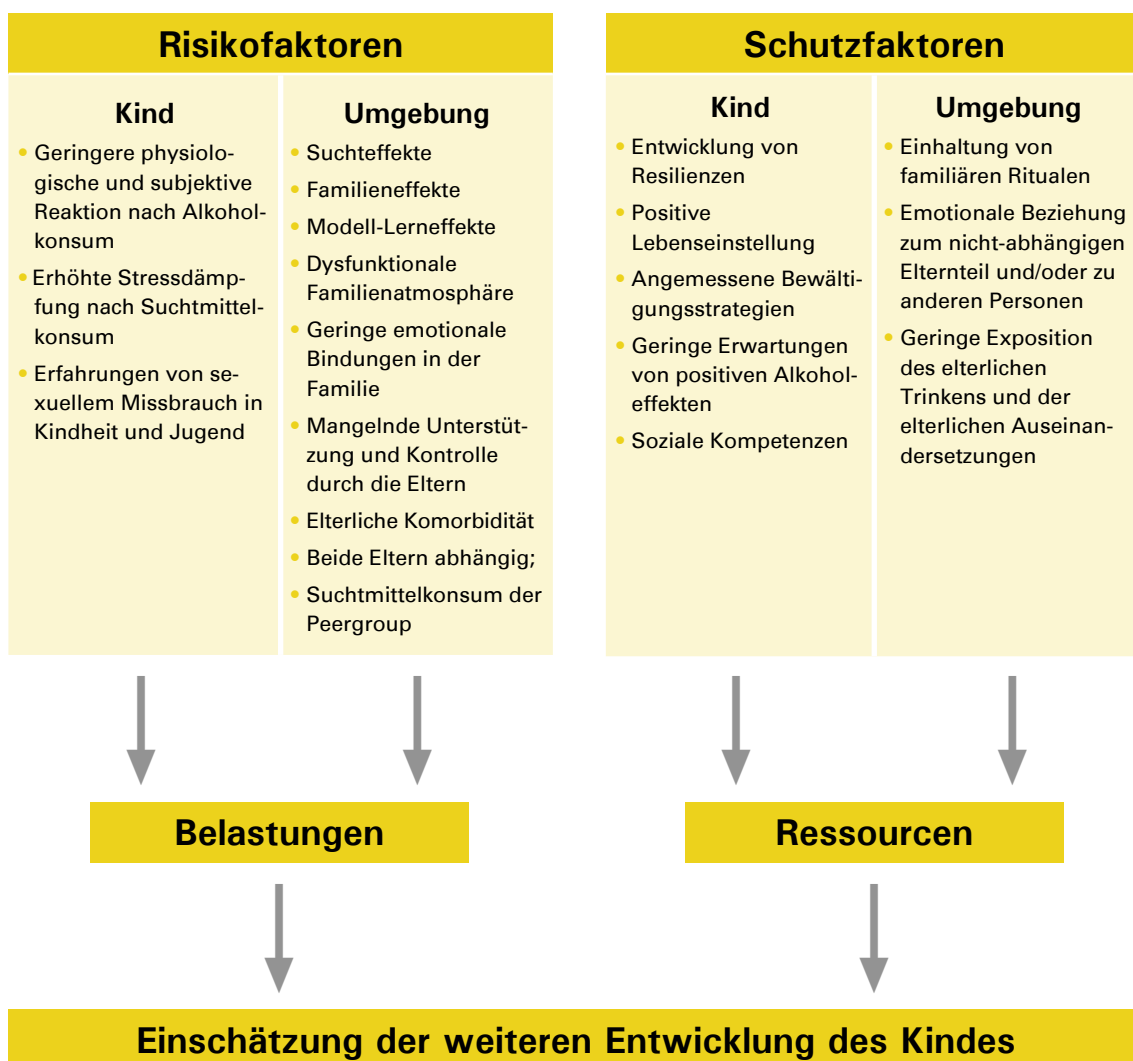 Risikofaktoren
Kind
• Geringere physiolo-
gische und subjektive
Reaktion nach Alkohol-
konsum
• Erhöhte Stressdämp-
fung nach Suchtmittel-
konsum
• Erfahrungen von se-
xuellem Missbrauch in
Kindheit und Jugend
Umgebung
• Suchteffekte
• Familieneffekte
• Modell-Lerneffekte
• Dysfunktionale
Familienatmosphäre
• Geringe emotionale
Bindungen in der
Familie
• Mangelnde Unterstüt-
zung und Kontrolle
durch die Eltern
• Elterliche Komorbidität
• Beide Eltern abhängig;
• Suchtmittelkonsum der
Peergroup
Schutzfaktoren
Kind
• Entwicklung von
Resilienzen
• Positive
Lebenseinstellung
• Angemessene Bewälti-
gungsstrategien
• Geringe Erwartungen
von positiven Alkohol-
effekten
• Soziale Kompetenzen
Umgebung
• Einhaltung von
familiären Ritualen
• Emotionale Beziehung
zum nicht-abhängigen
Elternteil und/oder zu
anderen Personen
• Geringe Exposition
des elterlichen
Trinkens und der
elterlichen Auseinan-
dersetzungen
Belastungen
Ressourcen
Einschätzung der weiteren Entwicklung des Kindes